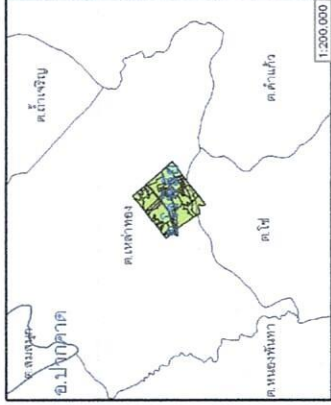 ต.ถ้ำเจริญ
ต.สมสนุก
อ.ปากคาด
ต.เหล่าทอง
ต.คำแก้ว
ต.โซ่
ต.หนองพันทา
1:200,000